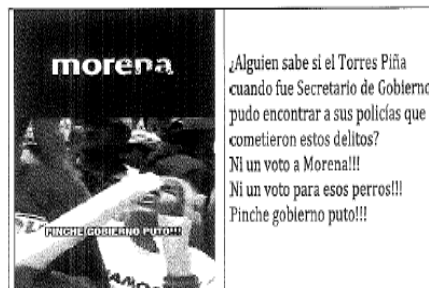 morena
PINCHE GOBIERNO PUTO!!!
¿Alguien sabe si el Torres Piña
cuando fue Secretario de Gobierno
pudo encontrar a sus policías que
cometieron estos delitos?
Ni un voto a Morena!!!
Ni un voto para esos perros!!!
Pinche gobierno puto!!!